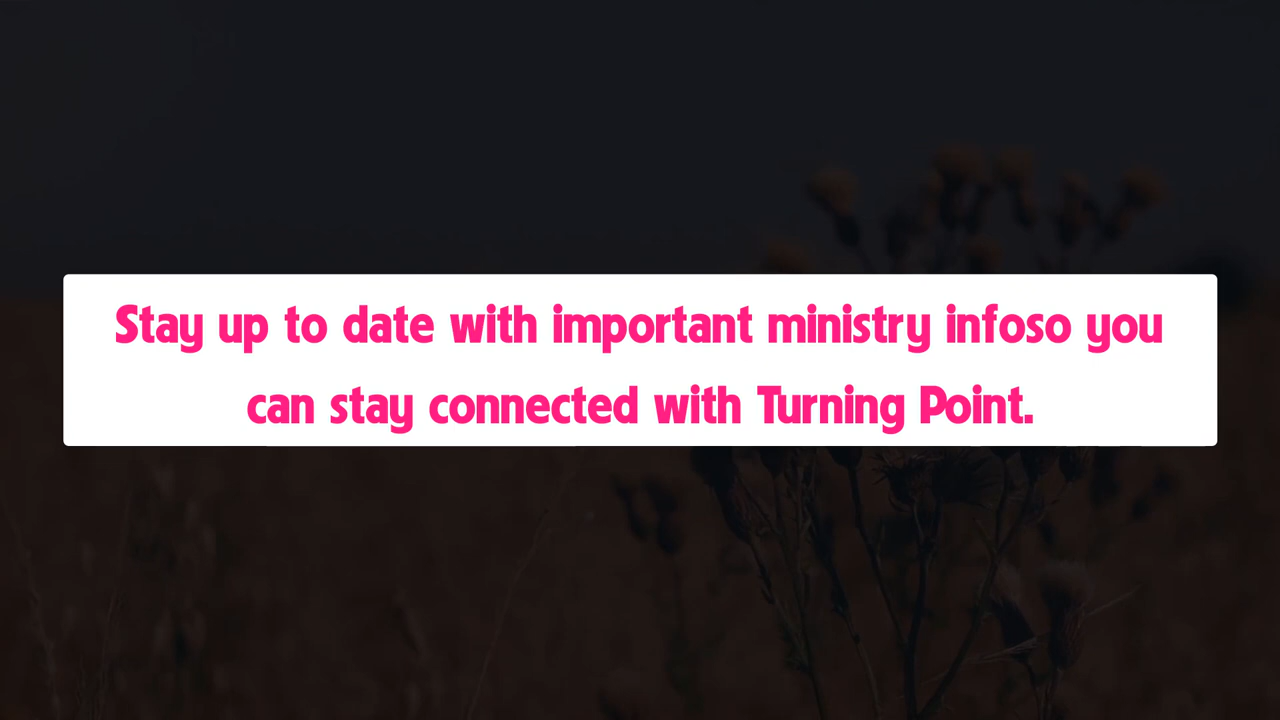 Stay up to date with important ministry infoso you
can stay connected with Turning Point.